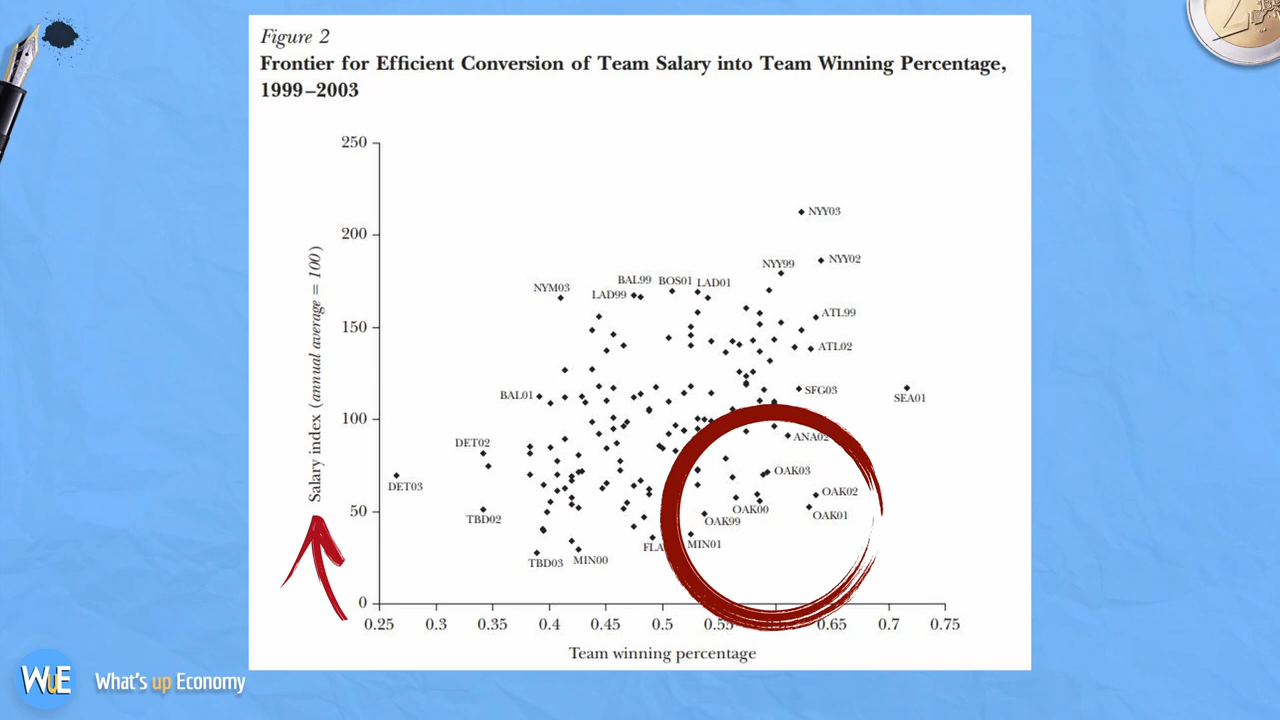 Figure 2
Frontier for Efficient Conversion of Team Salary into Team Winning Percentage,
1999–2003
250
200
150
100
50
0
Salary index (annual average = 100)
NYY03
NYY02
NYY99
BAL99
BOS01
LAD01
NYM03
LAD99
ATL99
ATL02
BAL01
SFG03
SEA01
DET02
ANA02
DET03
OAK03
OAK02
OAK00
OAK01
TBD02
OAK99
FLA
MIN01
TBD03
MIN00
0.25
0.3
0.35
0.4
0.45
0.5
0.55
0.65
0.7
0.75
Team winning percentage
WuE
What's up Economy